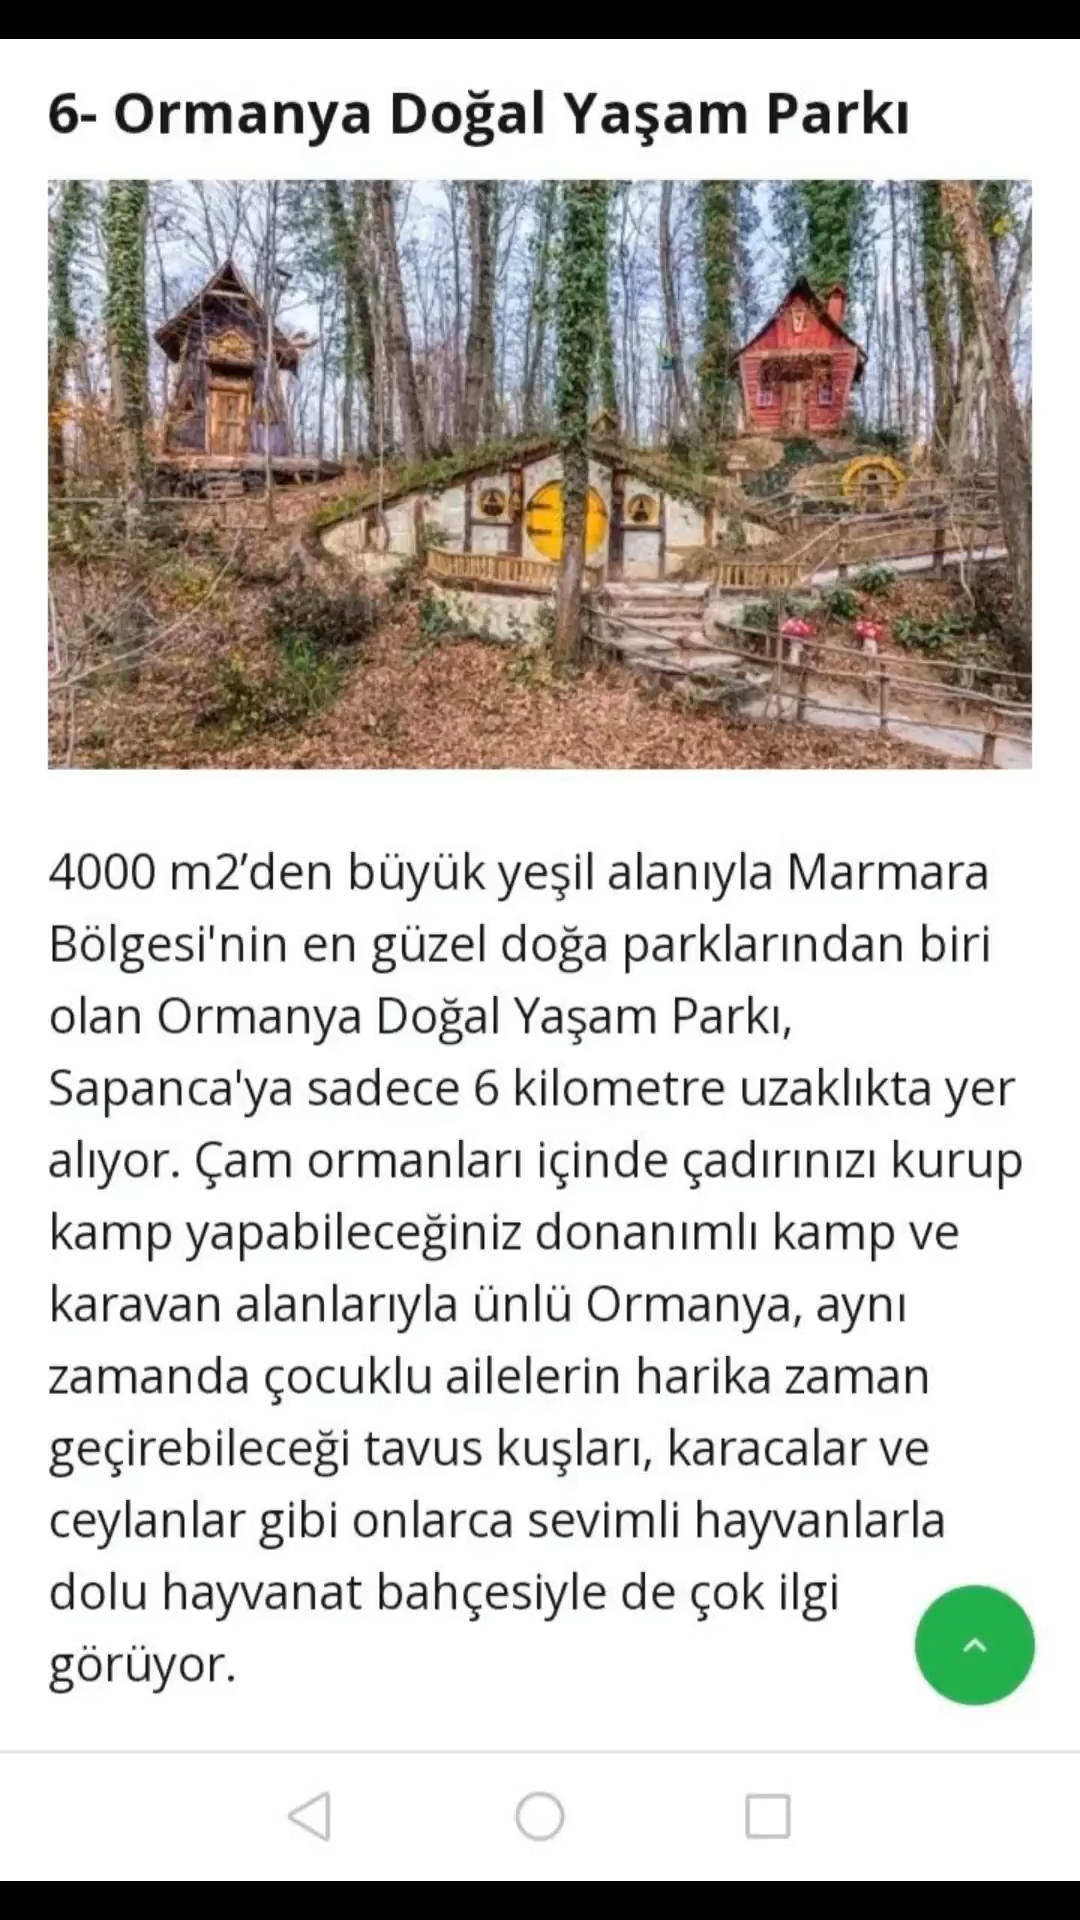 6- Ormanya Doğal Yaşam Parkı
4000 m2’den büyük yeşil alanıyla Marmara
Bölgesi'nin en güzel doğa parklarından biri
olan Ormanya Doğal Yaşam Parkı,
Sapanca'ya sadece 6 kilometre uzaklıkta yer
alıyor. Çam ormanları içinde çadırınızı kurup
kamp yapabileceğiniz donanımlı kamp ve
karavan alanlarıyla ünlü Ormanya, aynı
zamanda çocuklu ailelerin harika zaman
geçirebileceği tavus kuşları, karacalar ve
ceylanlar gibi onlarca sevimli hayvanlarla
dolu hayvanat bahçesiyle de çok ilgi
görüyor.